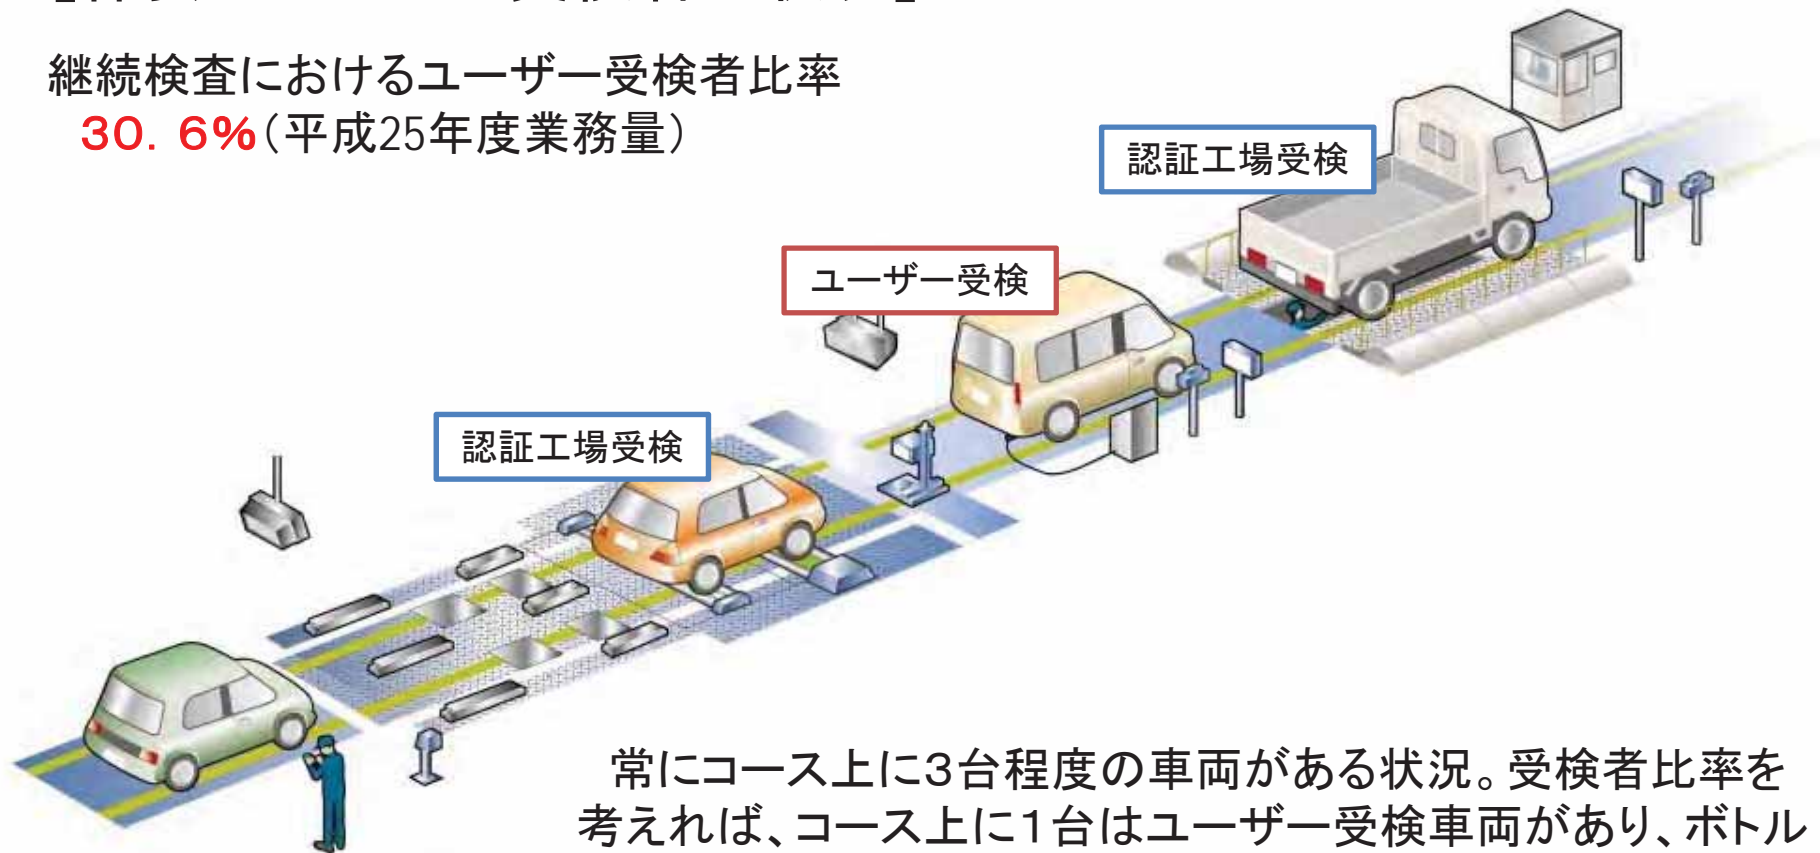 継続検査におけるユーザー受検者比率
30．6％（平成25年度業務量）
認証工場受検
ユーザー受検
認証工場受検
常にコース上に３台程度の車両がある状況。受検者比率を
考えれば、コース上に１台はユーザー受検車両があり、ボトル